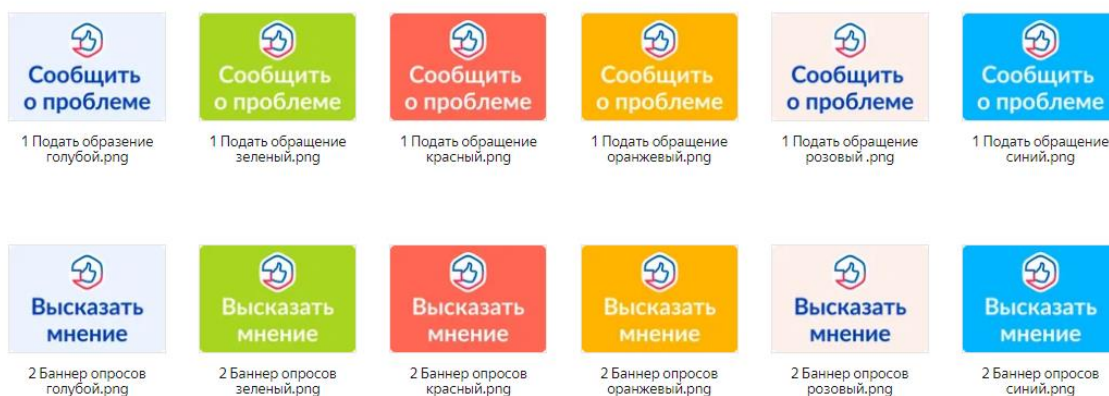 Сообщить
о проблеме
1 Подать образение
голубой.png
Сообщить
о проблеме
1 Подать обращение
зеленый.png
Сообщить
о проблеме
1 Подать обращение
красный.png
Сообщить
о проблеме
1 Подать обращение
оранжевый.png
Сообщить
о проблеме
1 Подать обращение
розовый .png
Сообщить
о проблеме
1 Подать обращение
синий.png
Высказать
мнение
2 Баннер опросов
голубой.png
Высказать
мнение
2 Баннер опросов
зеленый.png
Высказать
мнение
2 Баннер опросов
красный.png
Высказать
мнение
2 Баннер опросов
оранжевый.png
Высказать
мнение
2 Баннер опросов
розовый.png
Высказать
мнение
2 Баннер опросов
синий.png